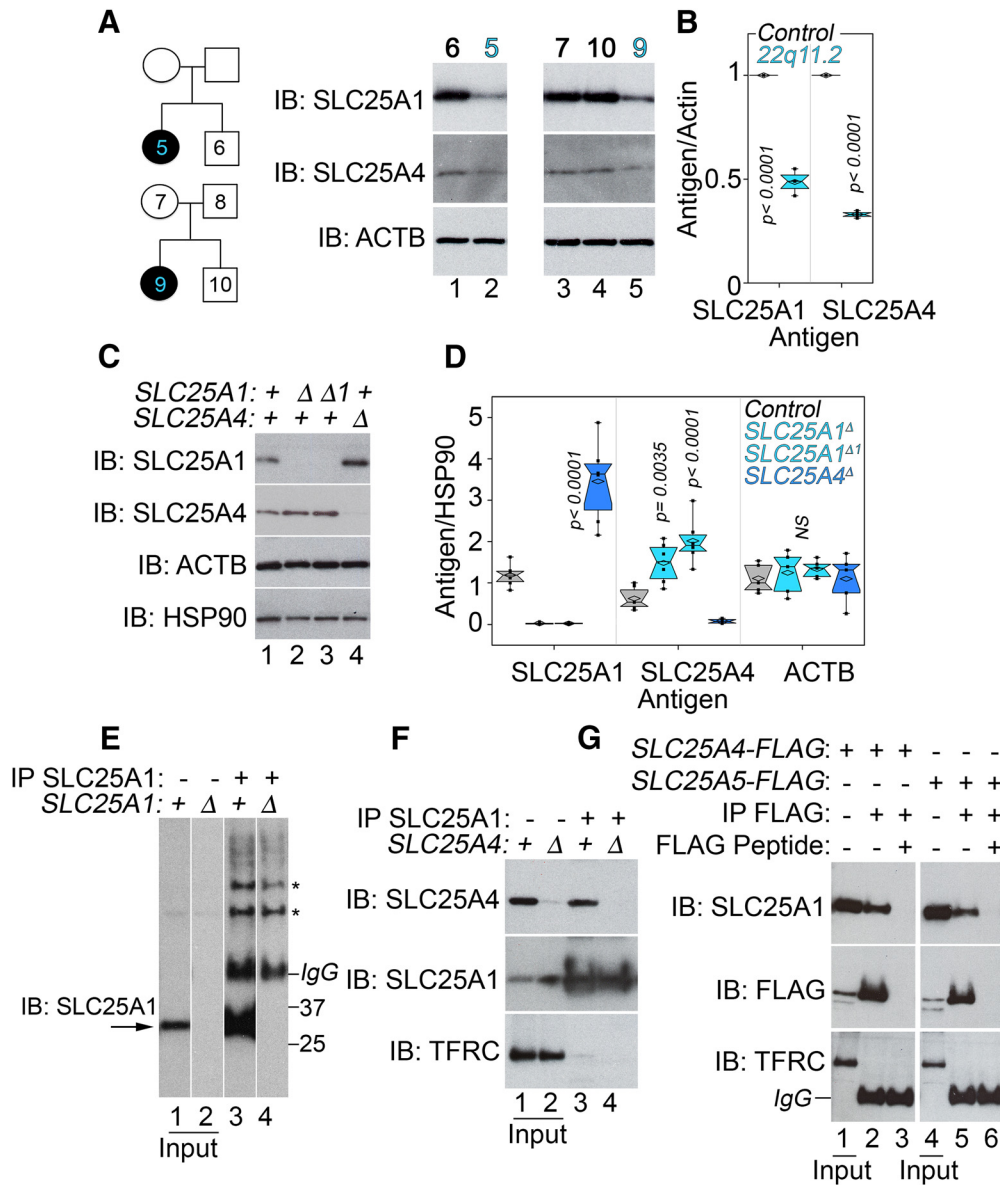 A
5
6
7
8
9
10
6 5 7 10 9
IB: SLC25A1
IB: SLC25A4
IB: ACTB
1 2 3 4 5
B
Control
22q11.2
1
0.5
0
Antigen/Actin
p< 0.0001
p< 0.0001
SLC25A1 SLC25A4
Antigen
C
SLC25A1: + Δ Δ1 +
SLC25A4: + + + Δ
IB: SLC25A1
IB: SLC25A4
IB: ACTB
IB: HSP90
1 2 3 4
D
5
4
3
2
1
0
Antigen/HSP90
p< 0.0001
p= 0.0035
p< 0.0001
NS
Control
SLC25A1Δ
SLC25A1Δ1
SLC25A4Δ
SLC25A1 SLC25A4 ACTB
Antigen
E
IP SLC25A1: - - + +
SLC25A1: + Δ + Δ
*
*
IgG
37
25
IB: SLC25A1
1 2 3 4
Input
F
IP SLC25A1: - - + +
SLC25A4: + Δ + Δ
IB: SLC25A4
IB: SLC25A1
IB: TFRC
1 2 3 4
Input
G
SLC25A4-FLAG: + + + - - -
SLC25A5-FLAG: - - - + + +
IP FLAG: - + + - + +
FLAG Peptide: - - + - - +
IB: SLC25A1
IB: FLAG
IB: TFRC
IgG
1 2 3 4 5 6
Input Input